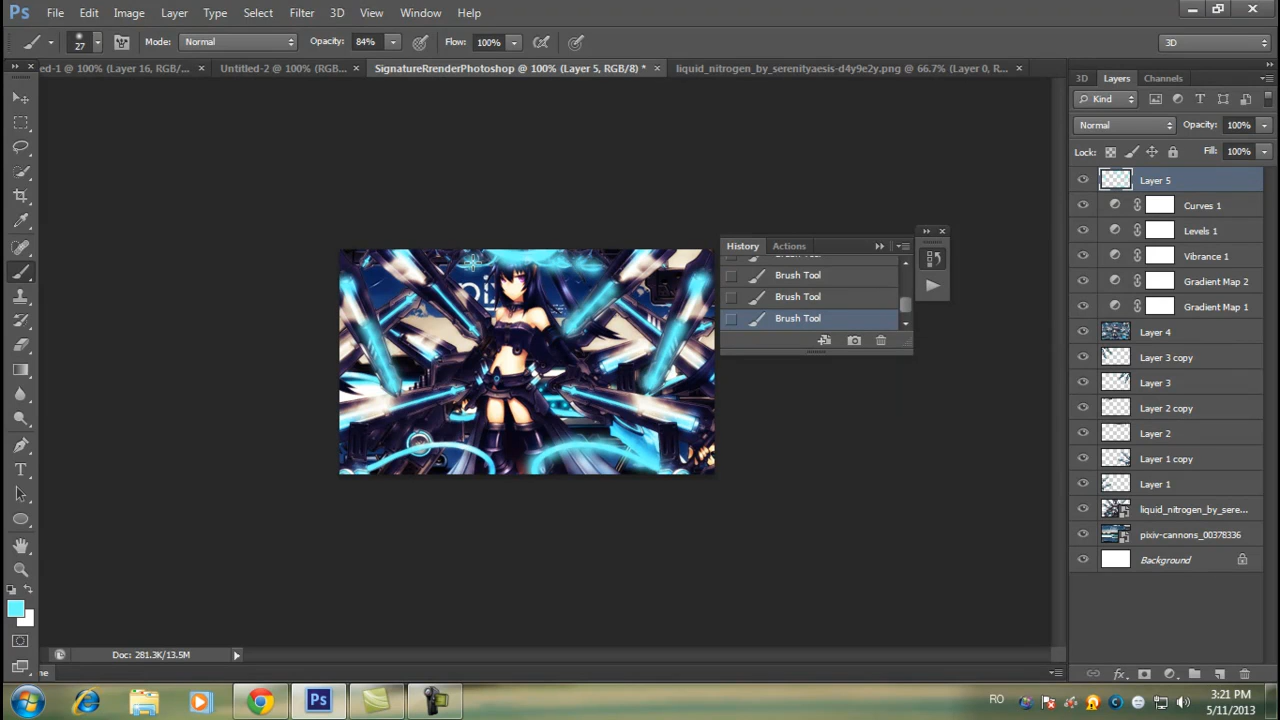 Ps File Edit Image Layer Type Select Filter 3D View Window Help
27 Mode: Normal Opacity: 84% Flow: 100% 3D
ed-1 @ 100% (Layer 16, RGB/... × Untitled-2 @ 100% (RGB... × SignatureRrenderPhotoshop @ 100% (Layer 5, RGB/8) * × liquid_nitrogen_by_serenityaesis-d4y9e2y.png @ 66.7% (Layer 0, R... ×
3D Layers Channels
Kind
Normal Opacity: 100%
Lock: Fill: 100%
Layer 5
Curves 1
Levels 1
Vibrance 1
Gradient Map 2
Gradient Map 1
Layer 4
Layer 3 copy
Layer 3
Layer 2 copy
Layer 2
Layer 1 copy
Layer 1
liquid_nitrogen_by_sere...
pixiv-cannons_00378336
Background
History Actions
Brush Tool
Brush Tool
Brush Tool
Brush Tool
pi
Doc: 281.3K/13.5M
ne
Ps
RO
3:21 PM
5/11/2013